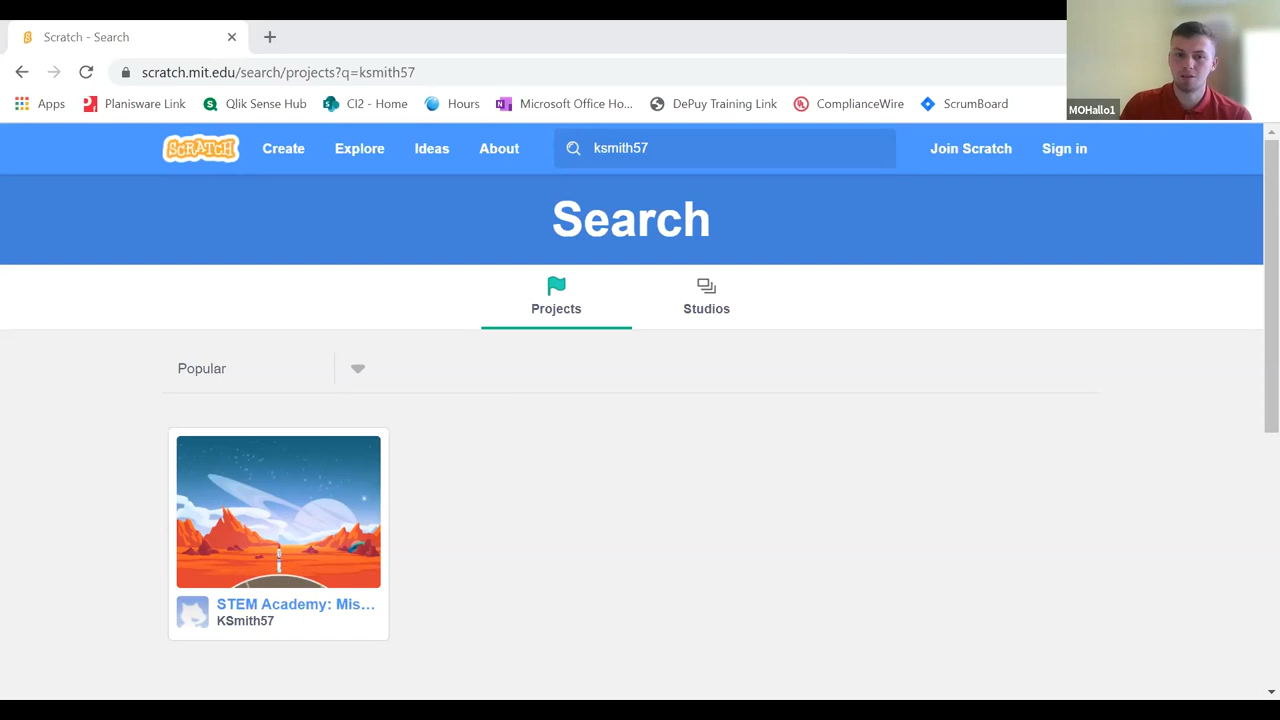 Scratch - Search
scratch.mit.edu/search/projects?q=ksmith57
Apps Planisware Link Qlik Sense Hub CI2 - Home Hours Microsoft Office Ho... DePuy Training Link ComplianceWire ScrumBoard
MOHallo1
SCRATCH Create Explore Ideas About ksmith57 Join Scratch Sign in
Search
Projects Studios
Popular
STEM Academy: Mis...
KSmith57